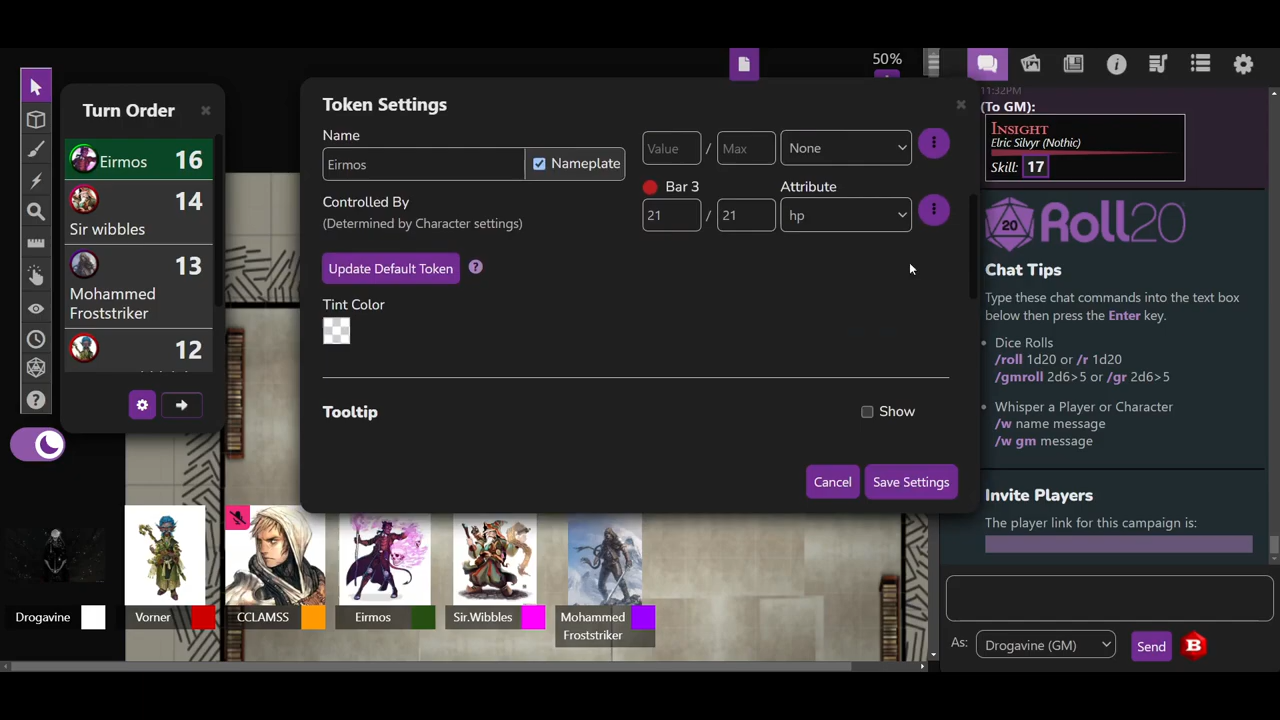 Turn Order
×
Eirmos 16
14
Sir wibbles
13
Mohammed
Froststriker
12
Token Settings
×
Name
Eirmos
Nameplate
Controlled By
(Determined by Character settings)
Update Default Token
?
Tint Color
Value / Max None
Bar 3 Attribute
21 / 21 hp
Tooltip
Show
Cancel
Save Settings
50%
11:32PM
(To GM):
INSIGHT
Elric Silvyr (Nothic)
Skill: 17
20
Roll20
Chat Tips
Type these chat commands into the text box
below then press the Enter key.
Dice Rolls
/roll 1d20 or /r 1d20
/gmroll 2d6>5 or /gr 2d6>5
Whisper a Player or Character
/w name message
/w gm message
Invite Players
The player link for this campaign is:
As:
Drogavine (GM)
Send
B
Drogavine
Vorner
CCLAMSS
Eirmos
Sir.Wibbles
Mohammed
Froststriker